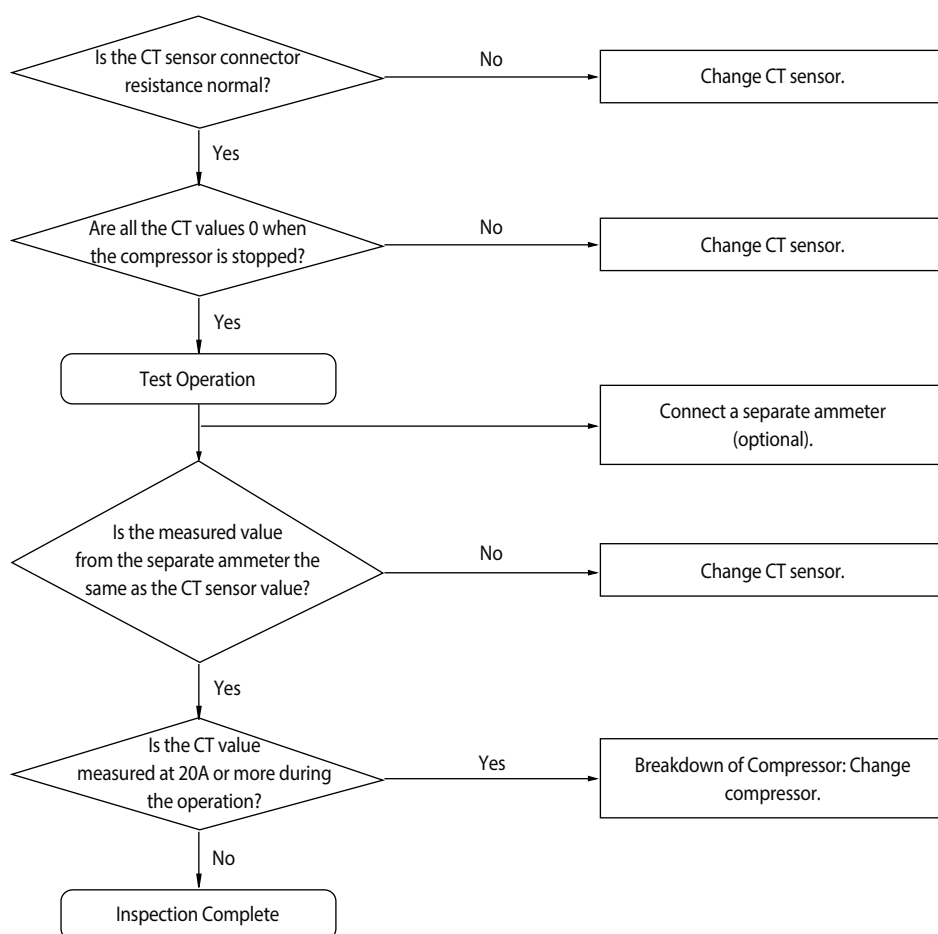 Is the CT sensor connector
resistance normal?
No
Change CT sensor.
Yes
Are all the CT values 0 when
the compressor is stopped?
No
Change CT sensor.
Yes
Test Operation
Connect a separate ammeter
(optional).
Is the measured value
from the separate ammeter the
same as the CT sensor value?
No
Change CT sensor.
Yes
Is the CT value
measured at 20A or more during
the operation?
Yes
Breakdown of Compressor: Change
compressor.
No
Inspection Complete